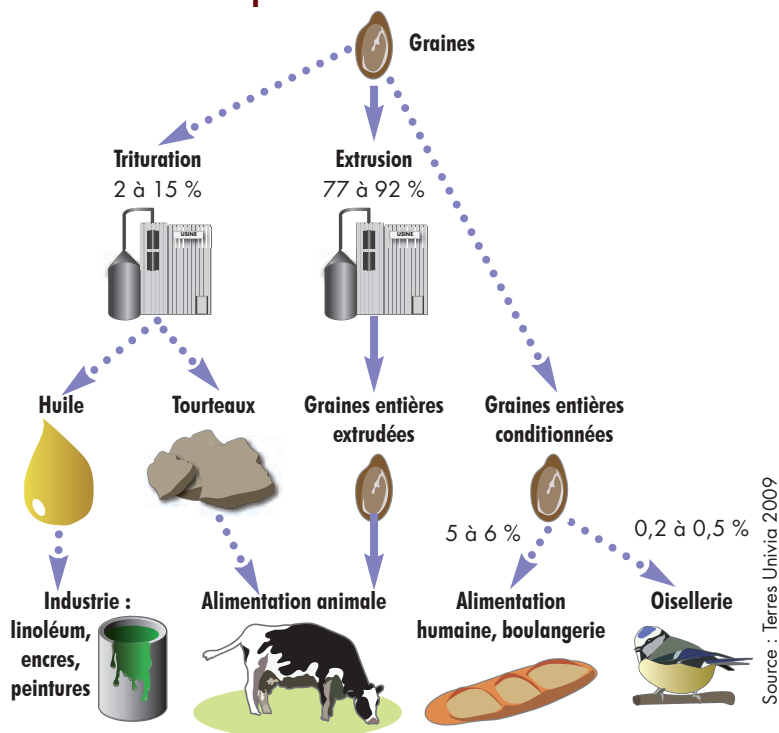 Graines
Trituration
2 à 15 %
Extrusion
77 à 92 %
USINE
USINE
Huile
Tourteaux
Graines entières
extrudées
Graines entières
conditionnées
5 à 6 %
0,2 à 0,5 %
Industrie :
linoléum,
encres,
peintures
Alimentation animale
Alimentation
humaine, boulangerie
Oisellerie
Source : Terres Univia 2009